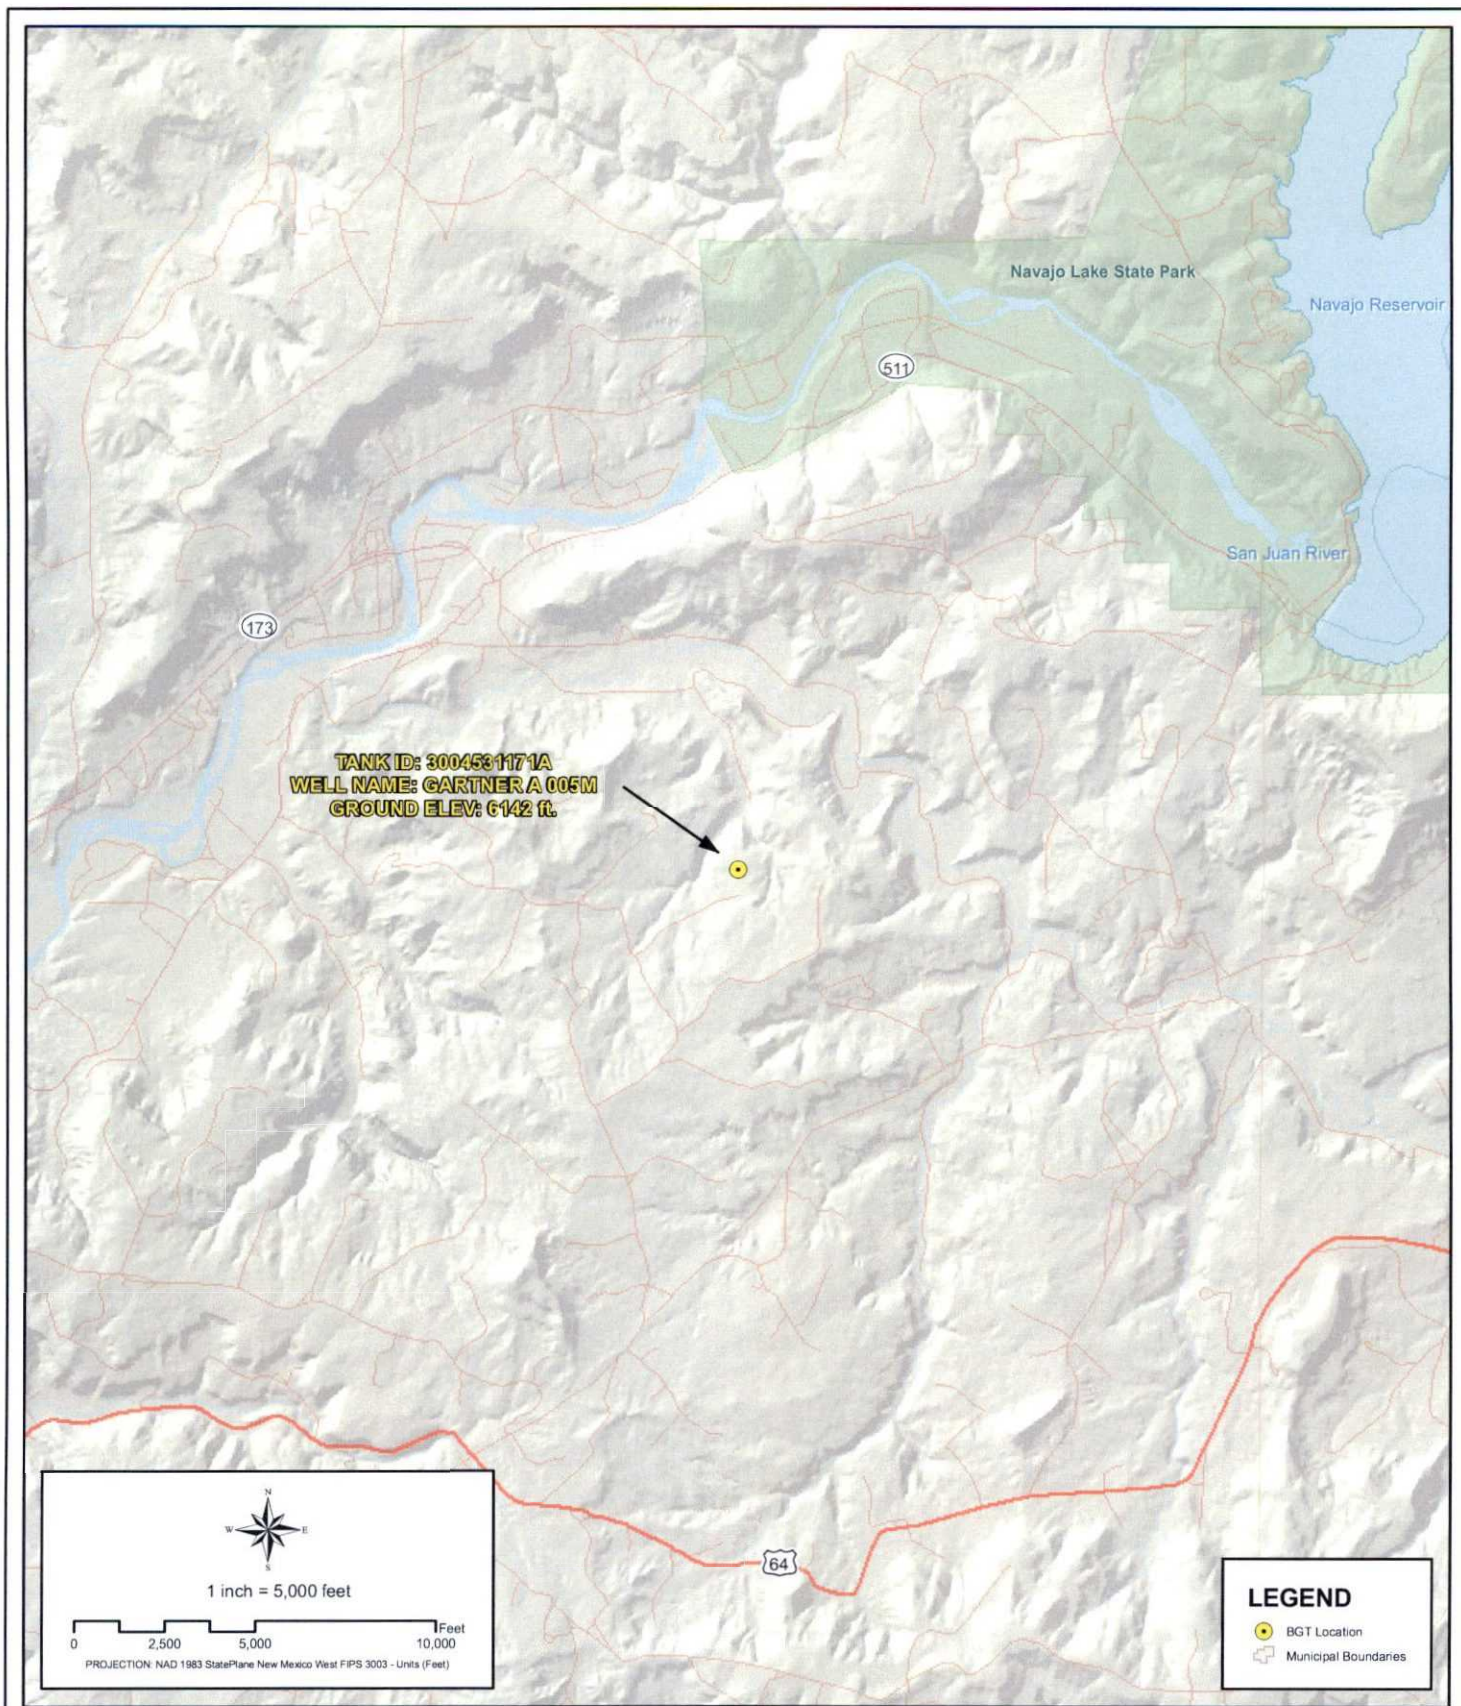 Navajo Lake State Park
Navajo Reservoir
511
San Juan River
173
TANK ID: 3004531171A
WELL NAME: GARTNER A 005M
GROUND ELEV: 6142 ft.
64
N
W E
S
1 inch = 5,000 feet
Feet
0 2,500 5,000 10,000
PROJECTION: NAD 1983 StatePlane New Mexico West FIPS 3003 - Units (Feet)
LEGEND
BGT Location
Municipal Boundaries